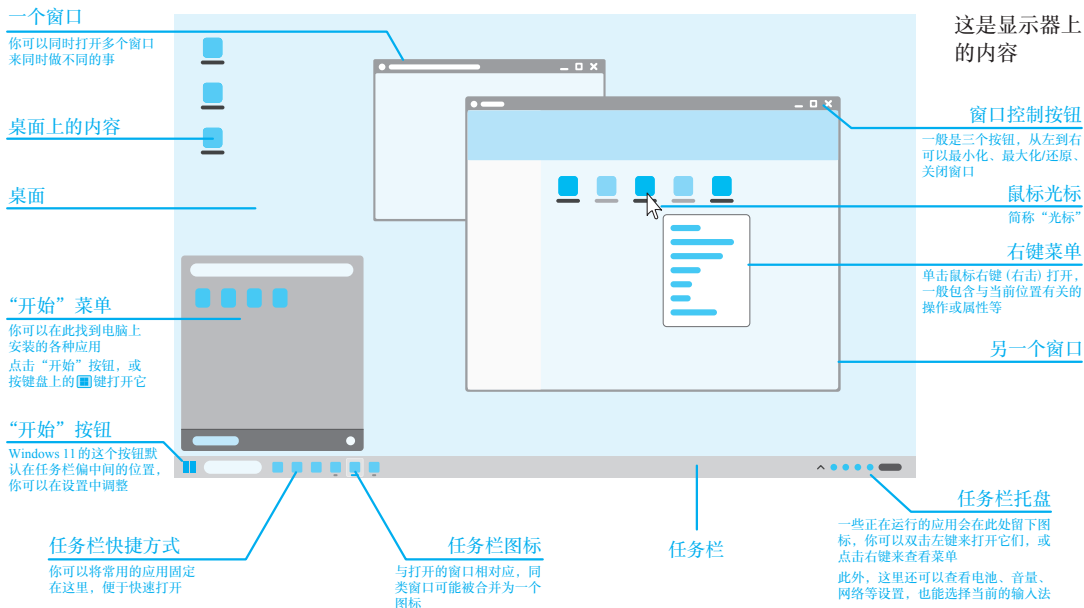 一个窗口
你可以同时打开多个窗口
来同时做不同的事
桌面上的内容
桌面
“开始”菜单
你可以在此找到电脑上
安装的各种应用
点击“开始”按钮，或
按键盘上的键打开它
“开始”按钮
Windows 11 的这个按钮默
认在任务栏偏中间的位置，
你可以在设置中调整
任务栏快捷方式
你可以将常用的应用固定
在这里，便于快速打开
任务栏图标
与打开的窗口相对应，同
类窗口可能被合并为一个
图标
任务栏
这是显示器上
的内容
窗口控制按钮
一般是三个按钮，从左到右
可以最小化、最大化/还原、
关闭窗口
鼠标光标
简称“光标”
右键菜单
单击鼠标右键 (右击) 打开，
一般包含与当前位置有关的
操作或属性等
另一个窗口
任务栏托盘
一些正在运行的应用会在此处留下图
标，你可以双击左键来打开它们，或
点击右键来查看菜单
此外，这里还可以查看电池、音量、
网络等设置，也能选择当前的输入法